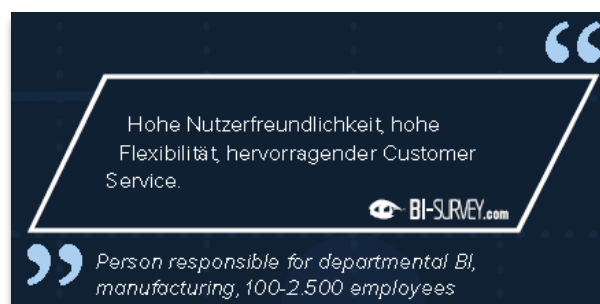 Hohe Nutzerfreundlichkeit, hohe
Flexibilität, hervorragender Customer
Service.
BI-SURVEY.com
Person responsible for departmental BI,
manufacturing, 100-2.500 employees